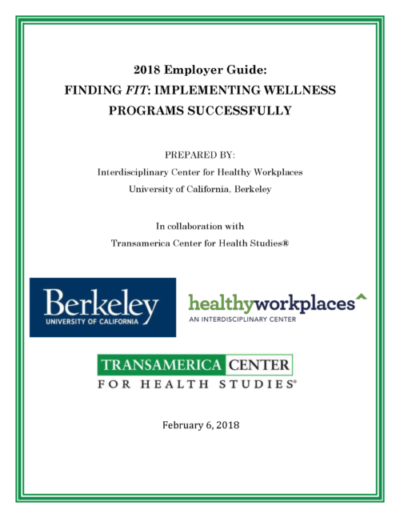 2018 Employer Guide:
FINDING FIT: IMPLEMENTING WELLNESS
PROGRAMS SUCCESSFULLY
PREPARED BY:
Interdisciplinary Center for Healthy Workplaces
University of California, Berkeley
In collaboration with
Transamerica Center for Health Studies®
Berkeley
UNIVERSITY OF CALIFORNIA
healthyworkplaces^
AN INTERDISCIPLINARY CENTER
TRANSAMERICA CENTER
FOR HEALTH STUDIES®
February 6, 2018